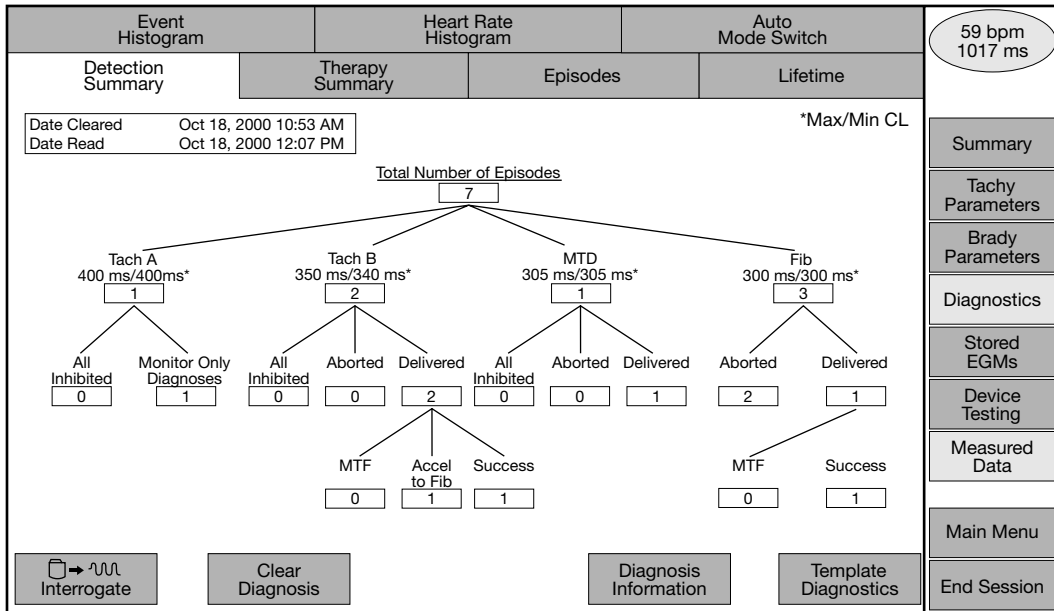 Event
Histogram
Heart Rate
Histogram
Auto
Mode Switch
59 bpm
1017 ms
Detection
Summary
Therapy
Summary
Episodes
Lifetime
Date Cleared Oct 18, 2000 10:53 AM
Date Read Oct 18, 2000 12:07 PM
*Max/Min CL
Total Number of Episodes
7
Tach A
400 ms/400ms*
1
Tach B
350 ms/340 ms*
2
MTD
305 ms/305 ms*
1
Fib
300 ms/300 ms*
3
All
Inhibited
0
Monitor Only
Diagnoses
1
All
Inhibited
0
Aborted
0
Delivered
2
All
Inhibited
0
Aborted
0
Delivered
1
Aborted
2
Delivered
1
MTF
0
Accel
to Fib
1
Success
1
MTF
0
Success
1
Interrogate
Clear
Diagnosis
Diagnosis
Information
Template
Diagnostics
Summary
Tachy
Parameters
Brady
Parameters
Diagnostics
Stored
EGMs
Device
Testing
Measured
Data
Main Menu
End Session